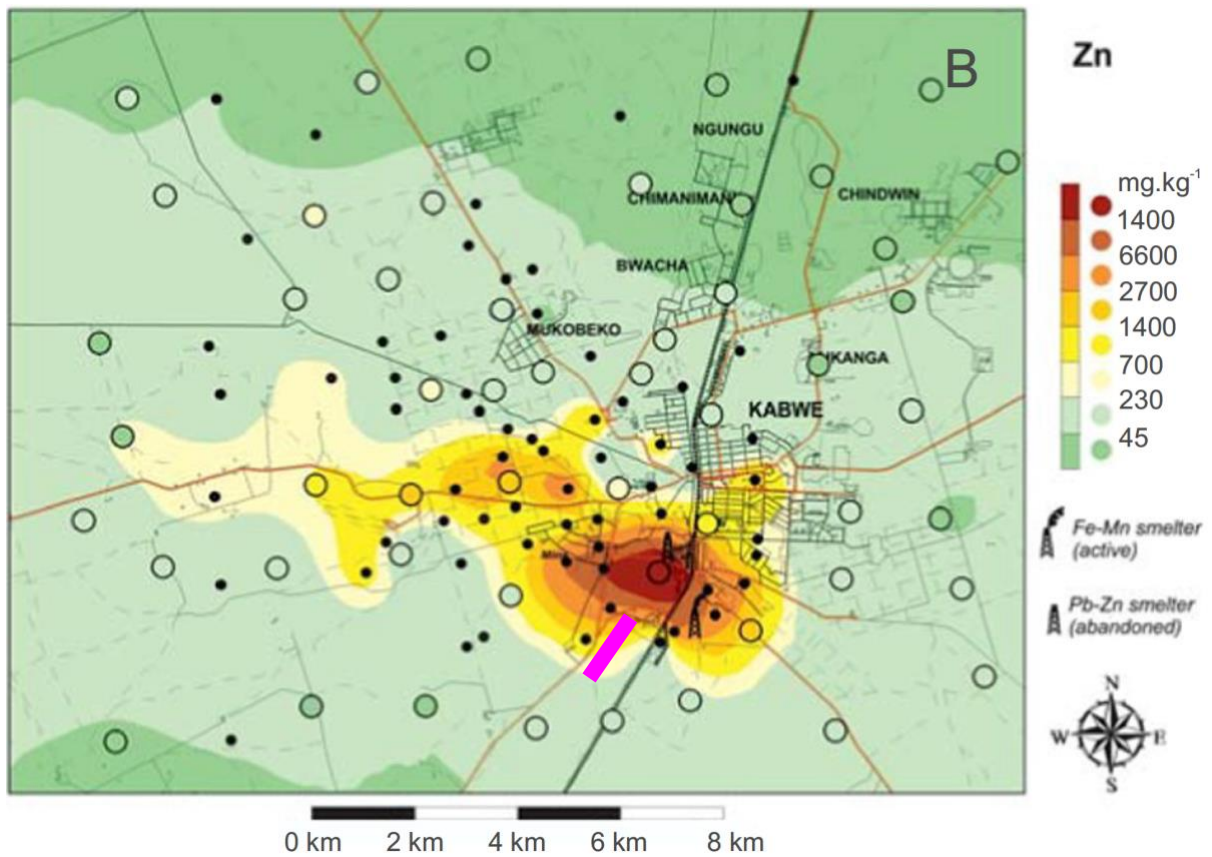 B
Zn
NGUNGU
CHIMANIMANI
CHINDWIN
BWACHA
MUKOBEKO
KABWE
mg.kg-1
1400
6600
2700
1400
700
230
45
Fe-Mn smelter
(active)
Pb-Zn smelter
(abandoned)
N
W E
S
0 km 2 km 4 km 6 km 8 km